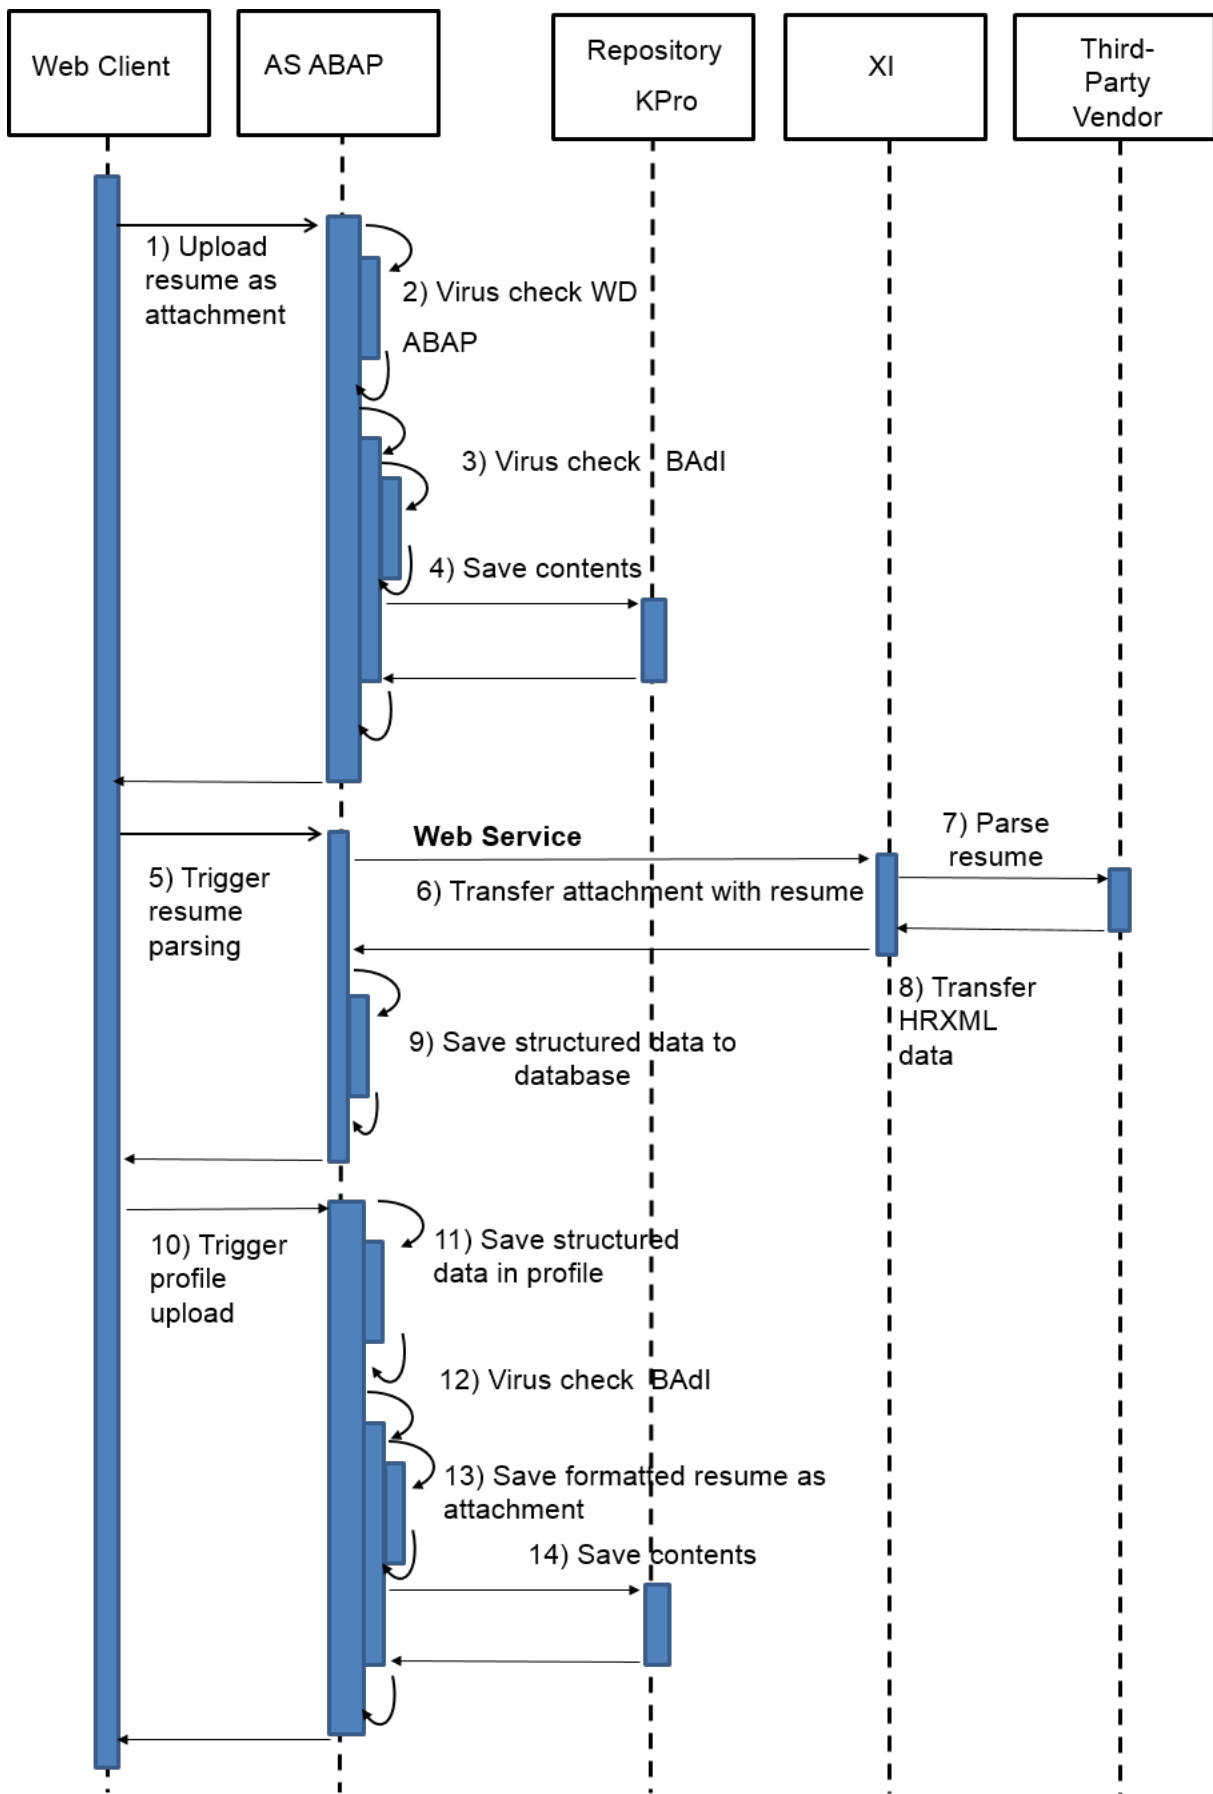 Web Client
AS ABAP
Repository
KPro
XI
Third-
Party
Vendor
1) Upload
resume as
attachment
2) Virus check WD
ABAP
3) Virus check BAdI
4) Save contents
5) Trigger
resume
parsing
Web Service
6) Transfer attachment with resume
7) Parse
resume
8) Transfer
HRXML
data
9) Save structured data to
database
10) Trigger
profile
upload
11) Save structured
data in profile
12) Virus check BAdI
13) Save formatted resume as
attachment
14) Save contents